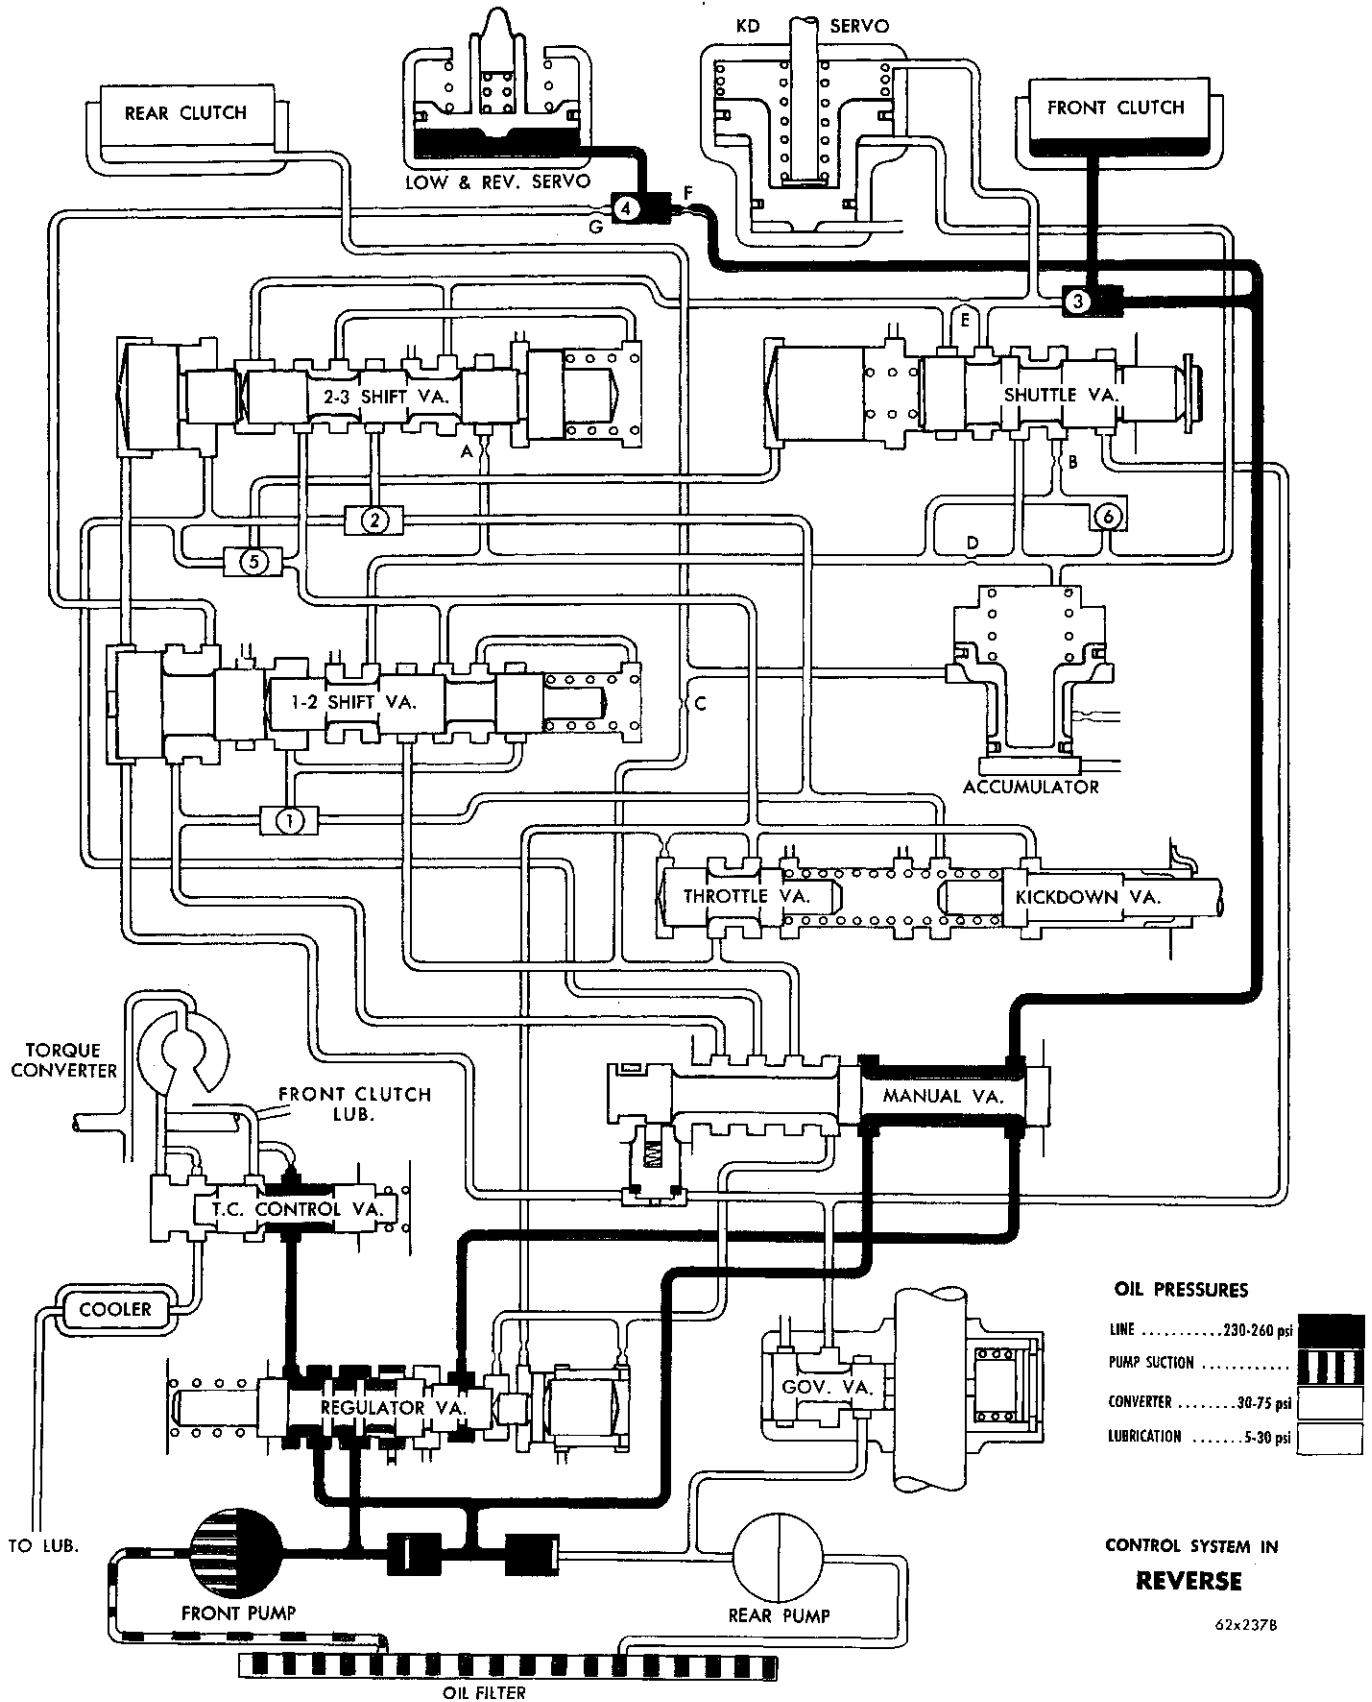 KD SERVO
REAR CLUTCH
FRONT CLUTCH
LOW & REV. SERVO
F
4
G
3
E
2-3 SHIFT VA.
SHUTTLE VA.
A
B
2
6
5
D
1-2 SHIFT VA.
C
ACCUMULATOR
1
THROTTLE VA.
KICKDOWN VA.
TORQUE
CONVERTER
FRONT CLUTCH
LUB.
MANUAL VA.
T.C. CONTROL VA.
COOLER
OIL PRESSURES
LINE ...........230-260 psi
PUMP SUCTION ............
CONVERTER ........30-75 psi
LUBRICATION .......5-30 psi
REGULATOR VA.
GOV. VA.
TO LUB.
FRONT PUMP
REAR PUMP
CONTROL SYSTEM IN
REVERSE
62x237B
OIL FILTER